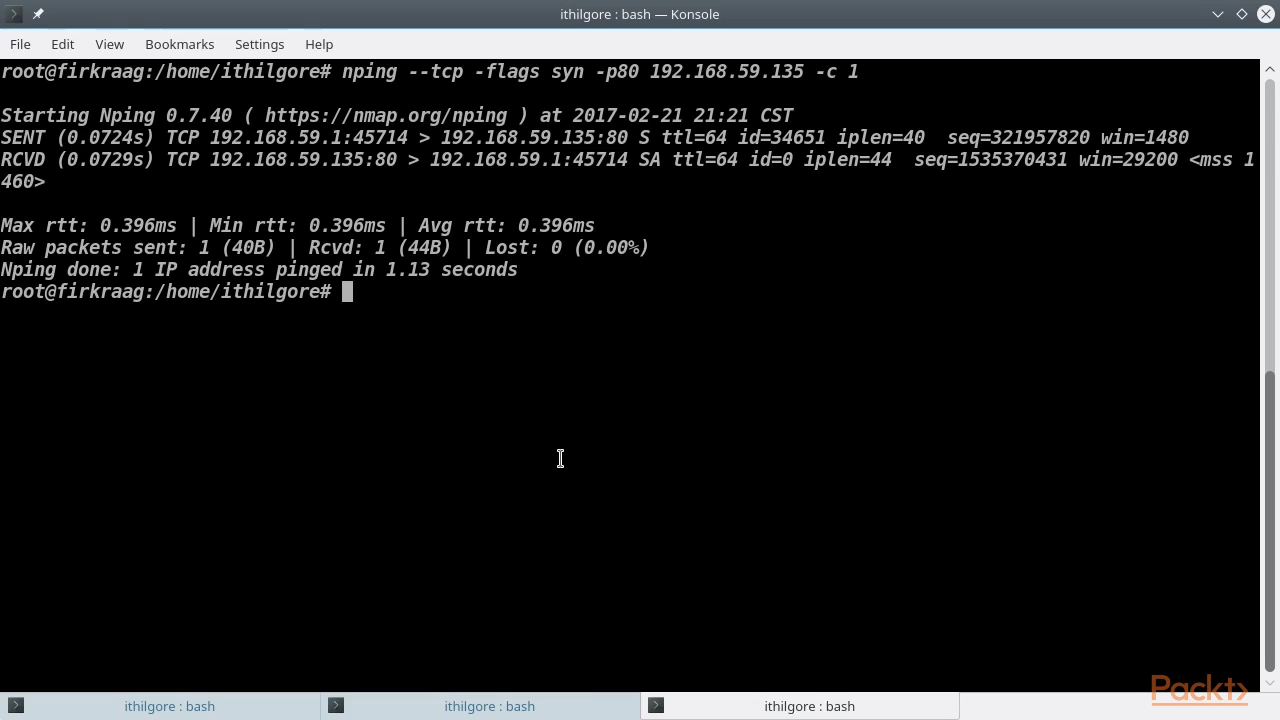 ithilgore : bash — Konsole
File Edit View Bookmarks Settings Help
root@firkraag:/home/ithilgore# nping --tcp -flags syn -p80 192.168.59.135 -c 1
Starting Nping 0.7.40 ( https://nmap.org/nping ) at 2017-02-21 21:21 CST
SENT (0.0724s) TCP 192.168.59.1:45714 > 192.168.59.135:80 S ttl=64 id=34651 iplen=40  seq=321957820 win=1480
RCVD (0.0729s) TCP 192.168.59.135:80 > 192.168.59.1:45714 SA ttl=64 id=0 iplen=44  seq=1535370431 win=29200 <mss 1
460>
Max rtt: 0.396ms | Min rtt: 0.396ms | Avg rtt: 0.396ms
Raw packets sent: 1 (40B) | Rcvd: 1 (44B) | Lost: 0 (0.00%)
Nping done: 1 IP address pinged in 1.13 seconds
root@firkraag:/home/ithilgore#
Packt>
ithilgore : bash ithilgore : bash ithilgore : bash